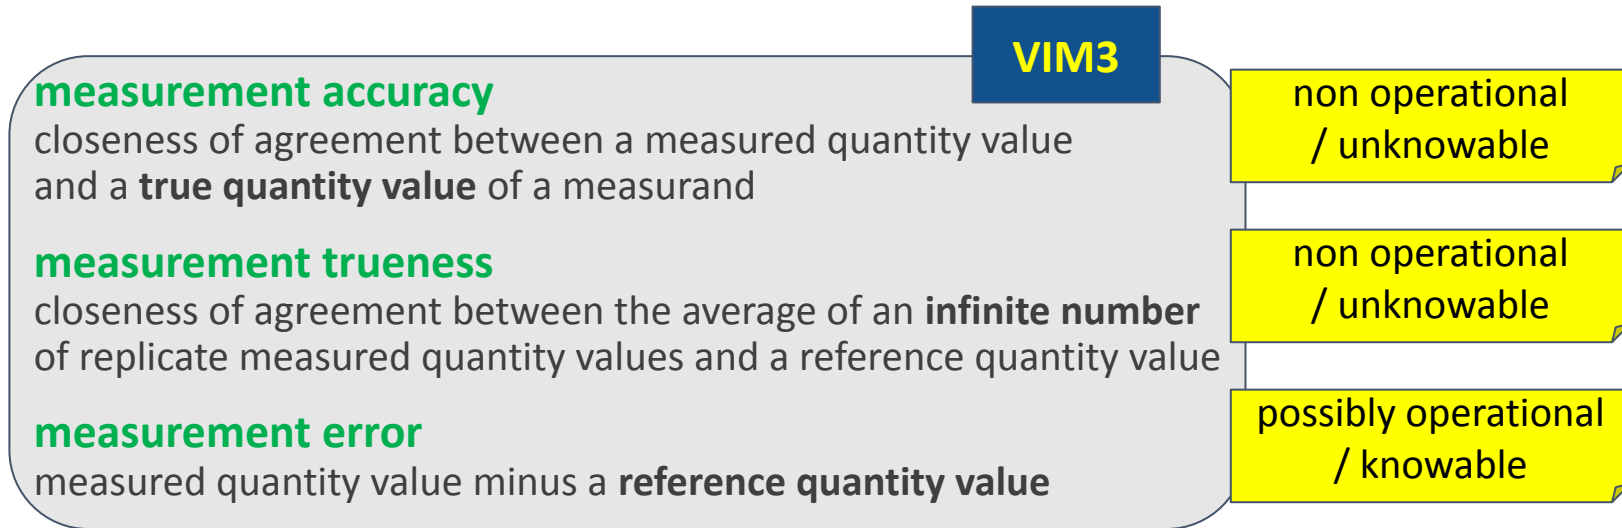 VIM3
measurement accuracy
closeness of agreement between a measured quantity value
and a true quantity value of a measurand
non operational
/ unknowable
measurement trueness
closeness of agreement between the average of an infinite number
of replicate measured quantity values and a reference quantity value
non operational
/ unknowable
measurement error
measured quantity value minus a reference quantity value
possibly operational
/ knowable